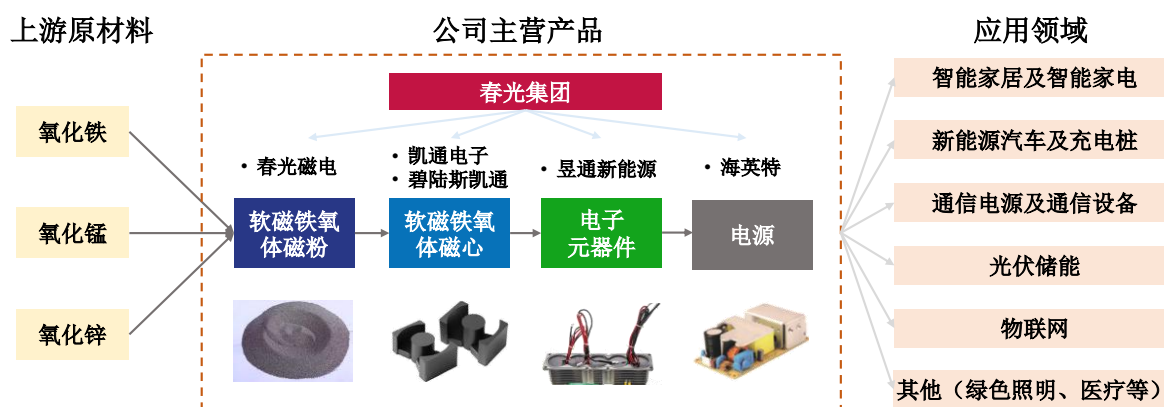 上游原材料
公司主营产品
应用领域
氧化铁
氧化锰
氧化锌
春光集团
• 春光磁电
• 凯通电子
• 碧陆斯凯通
• 昱通新能源
• 海英特
软磁铁氧
体磁粉
软磁铁氧
体磁心
电子
元器件
电源
智能家居及智能家电
新能源汽车及充电桩
通信电源及通信设备
光伏储能
物联网
其他（绿色照明、医疗等）